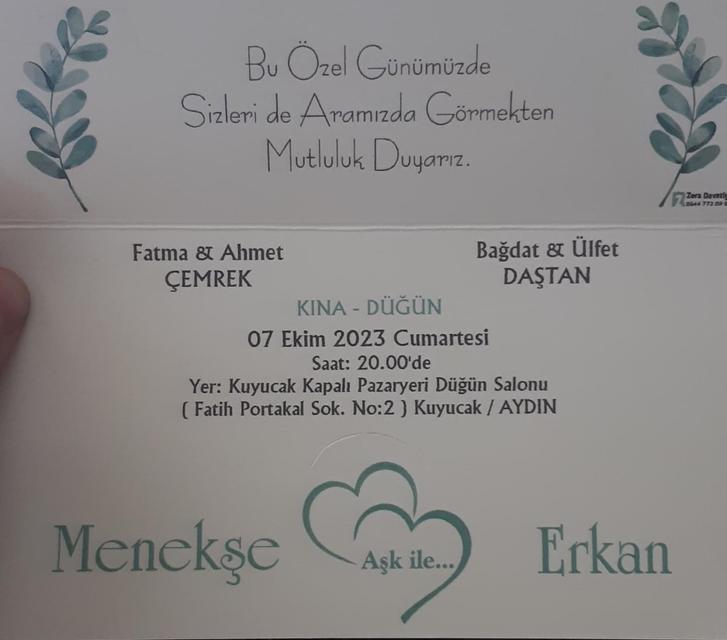 Bu Özel Günümüzde
Sizleri de Aramızda Görmekten
Mutluluk Duyarız.
Fatma & Ahmet
ÇEMREK
Bağdat & Ülfet
DAŞTAN
KINA - DÜĞÜN
07 Ekim 2023 Cumartesi
Saat: 20.00'de
Yer: Kuyucak Kapalı Pazaryeri Düğün Salonu
( Fatih Portakal Sok. No:2 ) Kuyucak / AYDIN
Menekşe
Aşk ile...
Erkan